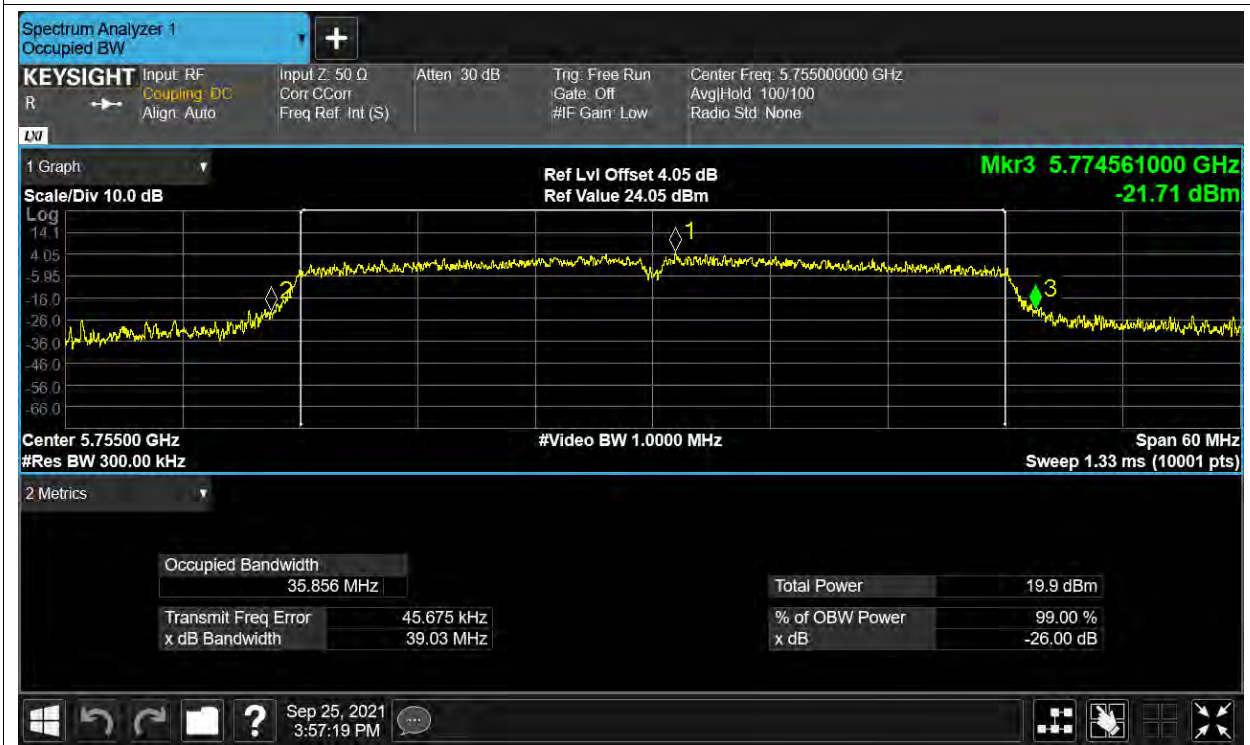 Spectrum Analyzer 1
Occupied BW
+
KEYSIGHT Input: RF Input Z: 50 Ω Atten: 30 dB Trig: Free Run Center Freq: 5.755000000 GHz
R Coupling: DC Corr CCorr Gate: Off Avg|Hold: 100/100
Align: Auto Freq Ref: Int (S) #IF Gain: Low Radio Std: None
LXI
1 Graph Ref Lvl Offset 4.05 dB Mkr3 5.774561000 GHz
Scale/Div 10.0 dB Ref Value 24.05 dBm -21.71 dBm
Log
14.1
4.05
-5.95
-16.0
-26.0
-36.0
-46.0
-56.0
-66.0
1
2
3
Center 5.75500 GHz #Video BW 1.0000 MHz Span 60 MHz
#Res BW 300.00 kHz Sweep 1.33 ms (10001 pts)
2 Metrics
Occupied Bandwidth
35.856 MHz Total Power 19.9 dBm
Transmit Freq Error 45.675 kHz % of OBW Power 99.00 %
x dB Bandwidth 39.03 MHz x dB -26.00 dB
? Sep 25, 2021
3:57:19 PM